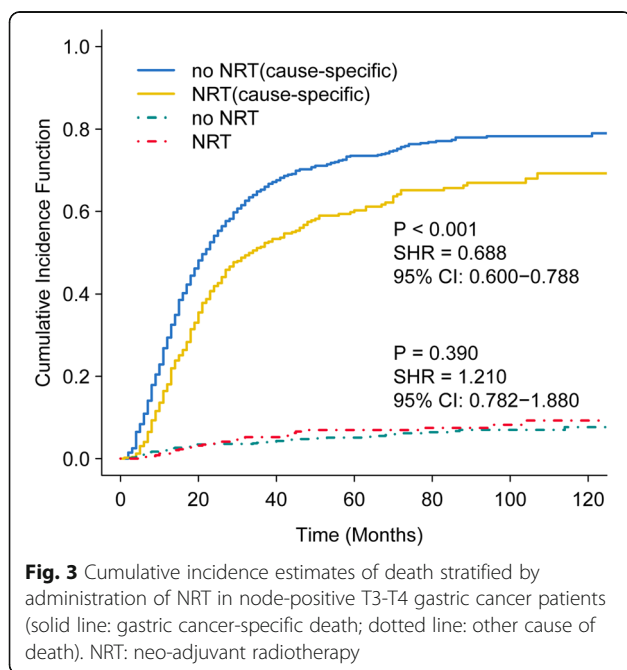 1.0
0.8
0.6
0.4
0.2
0.0
Cumulative Incidence Function
no NRT(cause-specific)
NRT(cause-specific)
no NRT
NRT
P < 0.001
SHR = 0.688
95% CI: 0.600−0.788
P = 0.390
SHR = 1.210
95% CI: 0.782−1.880
0 20 40 60 80 100 120
Time (Months)
Fig. 3 Cumulative incidence estimates of death stratified by
administration of NRT in node-positive T3-T4 gastric cancer patients
(solid line: gastric cancer-specific death; dotted line: other cause of
death). NRT: neo-adjuvant radiotherapy